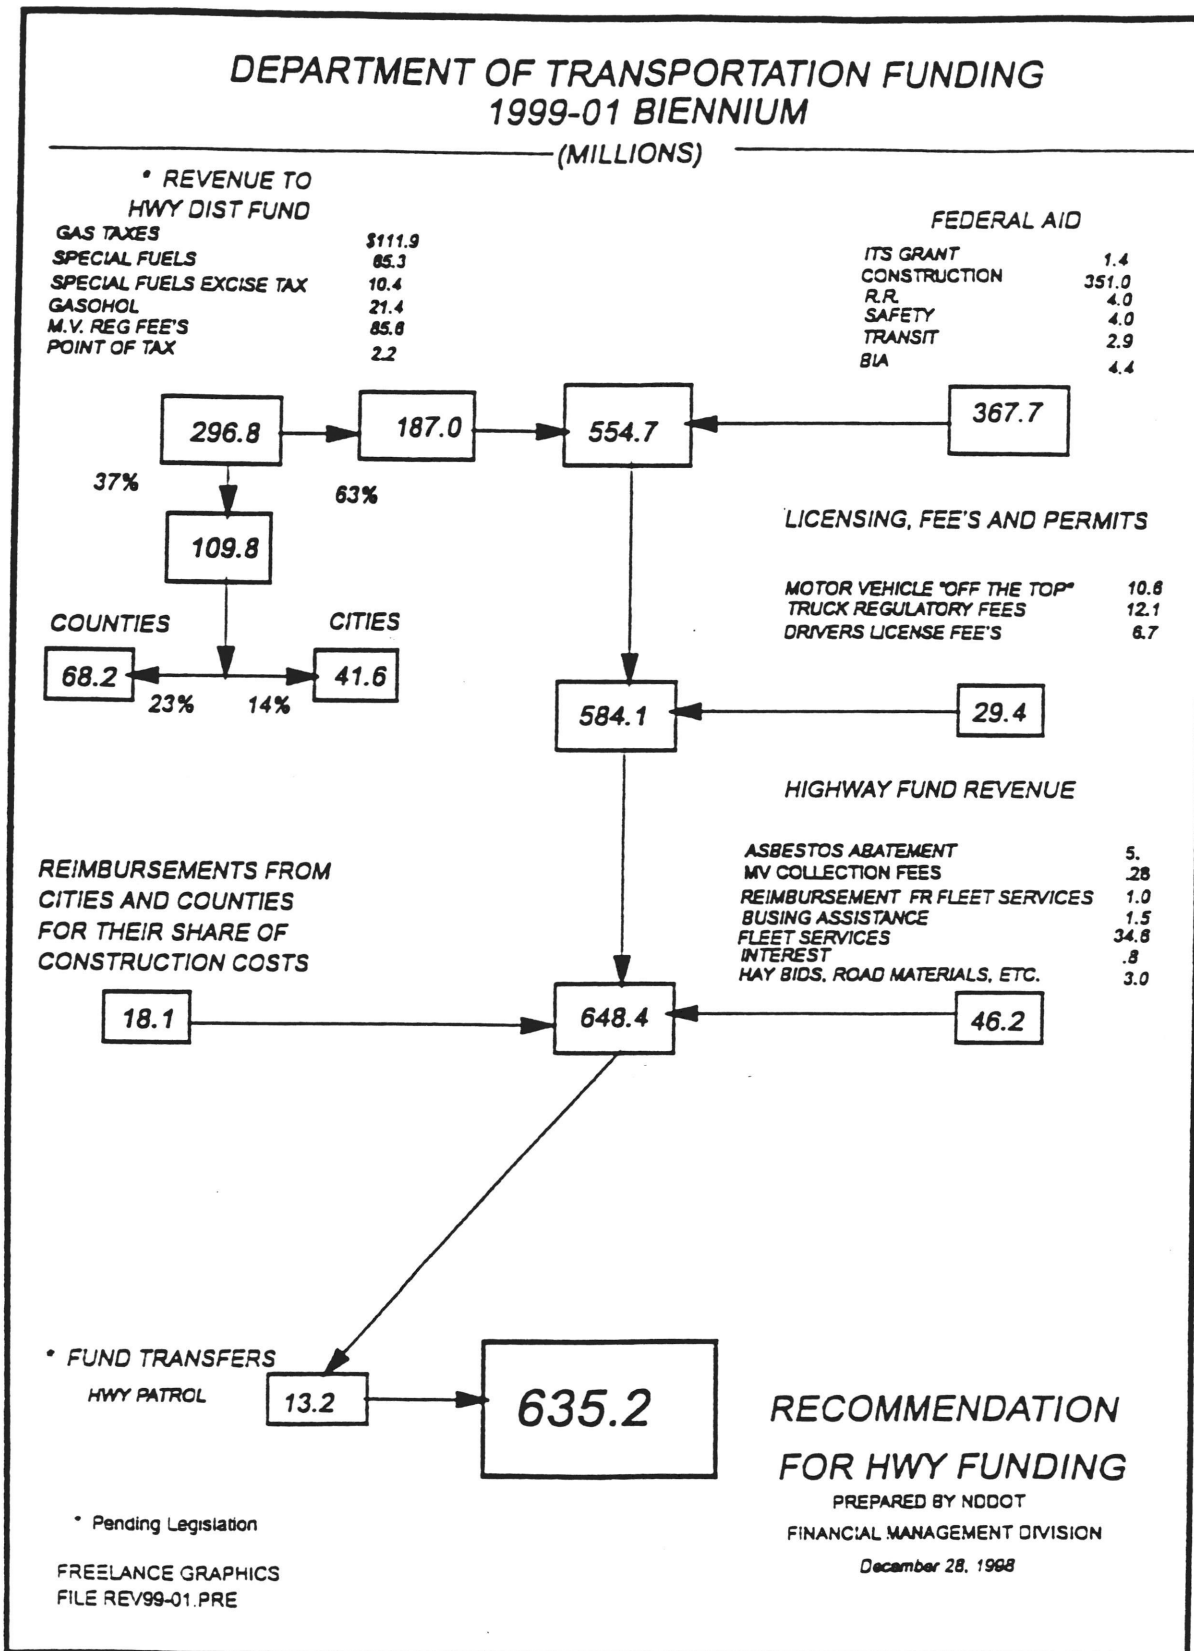 DEPARTMENT OF TRANSPORTATION FUNDING
1999-01 BIENNIUM
(MILLIONS)
* REVENUE TO
HWY DIST FUND
GAS TAXES $111.9
SPECIAL FUELS 65.3
SPECIAL FUELS EXCISE TAX 10.4
GASOHOL 21.4
M.V. REG FEE'S 85.6
POINT OF TAX 2.2
FEDERAL AID
ITS GRANT 1.4
CONSTRUCTION 351.0
R.R. 4.0
SAFETY 4.0
TRANSIT 2.9
BIA 4.4
296.8
187.0
554.7
367.7
37%
63%
109.8
LICENSING, FEE'S AND PERMITS
MOTOR VEHICLE "OFF THE TOP" 10.6
TRUCK REGULATORY FEES 12.1
DRIVERS LICENSE FEE'S 6.7
COUNTIES
CITIES
68.2
41.6
23%
14%
584.1
29.4
HIGHWAY FUND REVENUE
ASBESTOS ABATEMENT 5.
MV COLLECTION FEES .28
REIMBURSEMENT FR FLEET SERVICES 1.0
BUSING ASSISTANCE 1.5
FLEET SERVICES 34.6
INTEREST .8
HAY BIDS, ROAD MATERIALS, ETC. 3.0
REIMBURSEMENTS FROM
CITIES AND COUNTIES
FOR THEIR SHARE OF
CONSTRUCTION COSTS
18.1
648.4
46.2
* FUND TRANSFERS
HWY PATROL
13.2
635.2
RECOMMENDATION
FOR HWY FUNDING
PREPARED BY NDDOT
FINANCIAL MANAGEMENT DIVISION
December 28, 1998
* Pending Legislation
FREELANCE GRAPHICS
FILE REV99-01.PRE